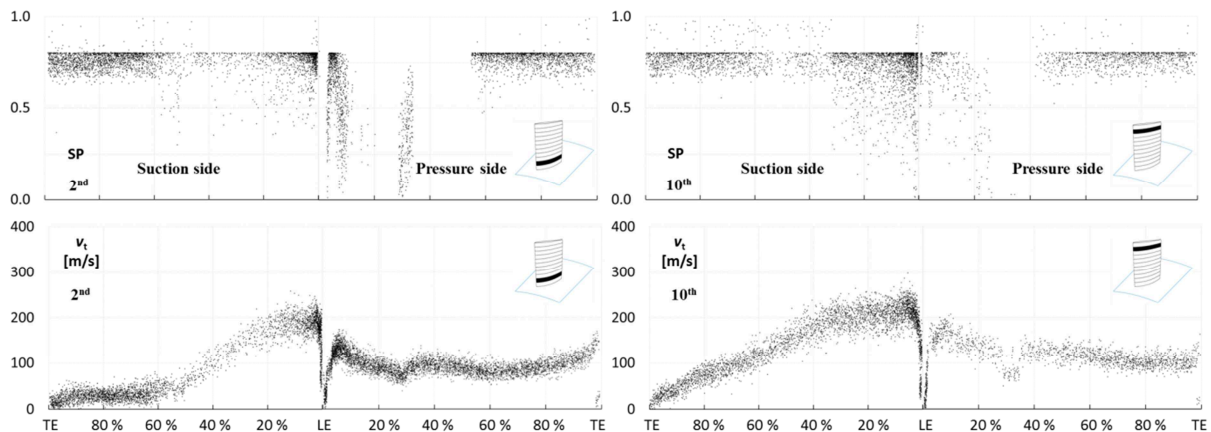 1.0
0.5
0.0
SP
2nd
Suction side
Pressure side
1.0
0.5
0.0
SP
10th
Suction side
Pressure side
400
300
200
100
0
vt
[m/s]
2nd
TE 80 % 60 % 40 % 20 % LE 20 % 40 % 60 % 80 % TE
400
300
200
100
0
vt
[m/s]
10th
TE 80 % 60 % 40 % 20 % LE 20 % 40 % 60 % 80 % TE